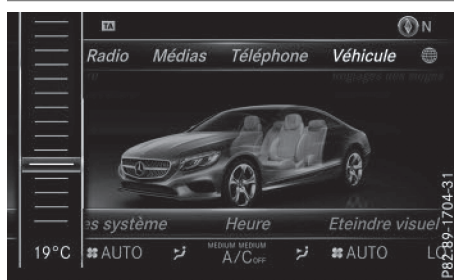 TA N
Radio Médias Téléphone Véhicule
es système Heure Eteindre visuel
19°C AUTO MEDIUM MEDIUM A/C OFF AUTO LO
P82.89-1704-31